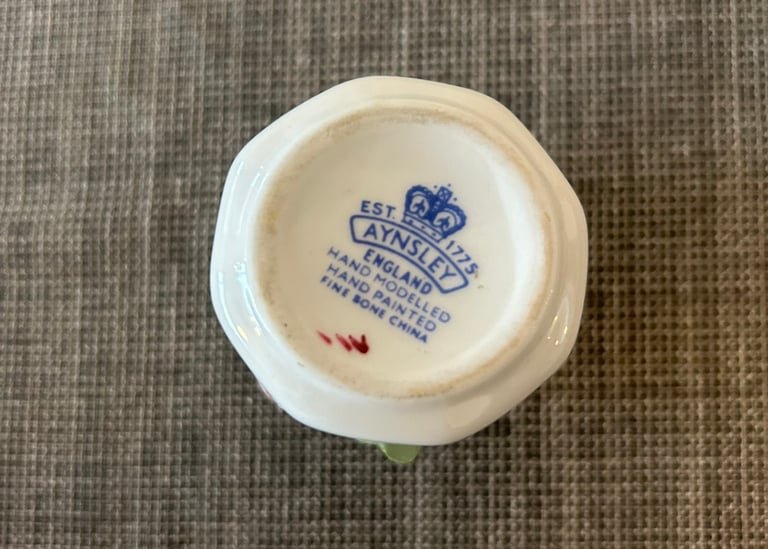 EST. 1775
AYNSLEY
ENGLAND
HAND MODELLED
HAND PAINTED
FINE BONE CHINA